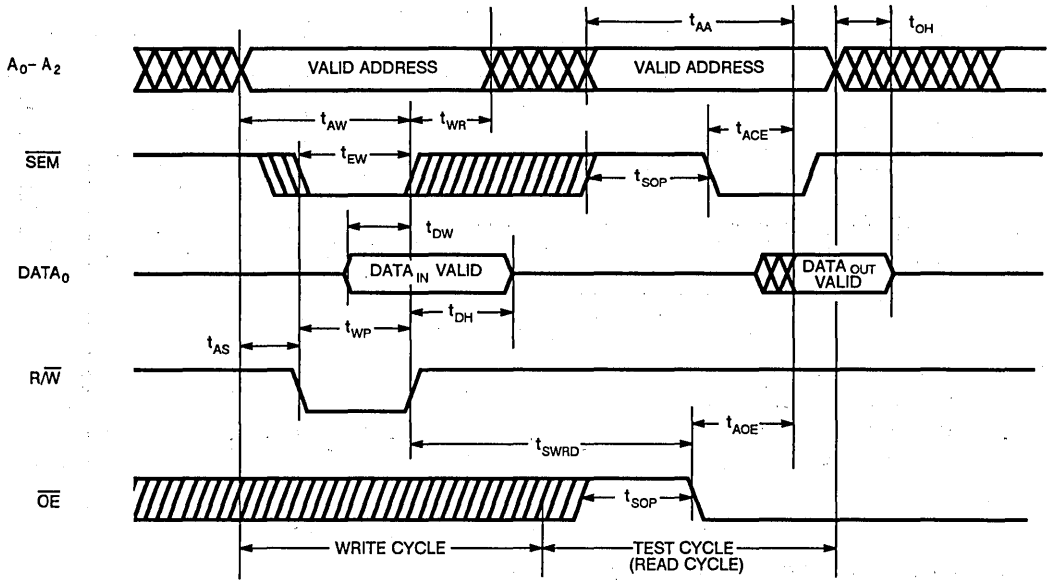 tAA
tOH
A0–A2
VALID ADDRESS
VALID ADDRESS
tAW
tWR
tACE
SEM
tEW
tSOP
tDW
DATA0
DATAIN VALID
DATAOUT
VALID
tWP
tDH
tAS
R/W
tAOE
tSWRD
OE
tSOP
WRITE CYCLE
TEST CYCLE
(READ CYCLE)